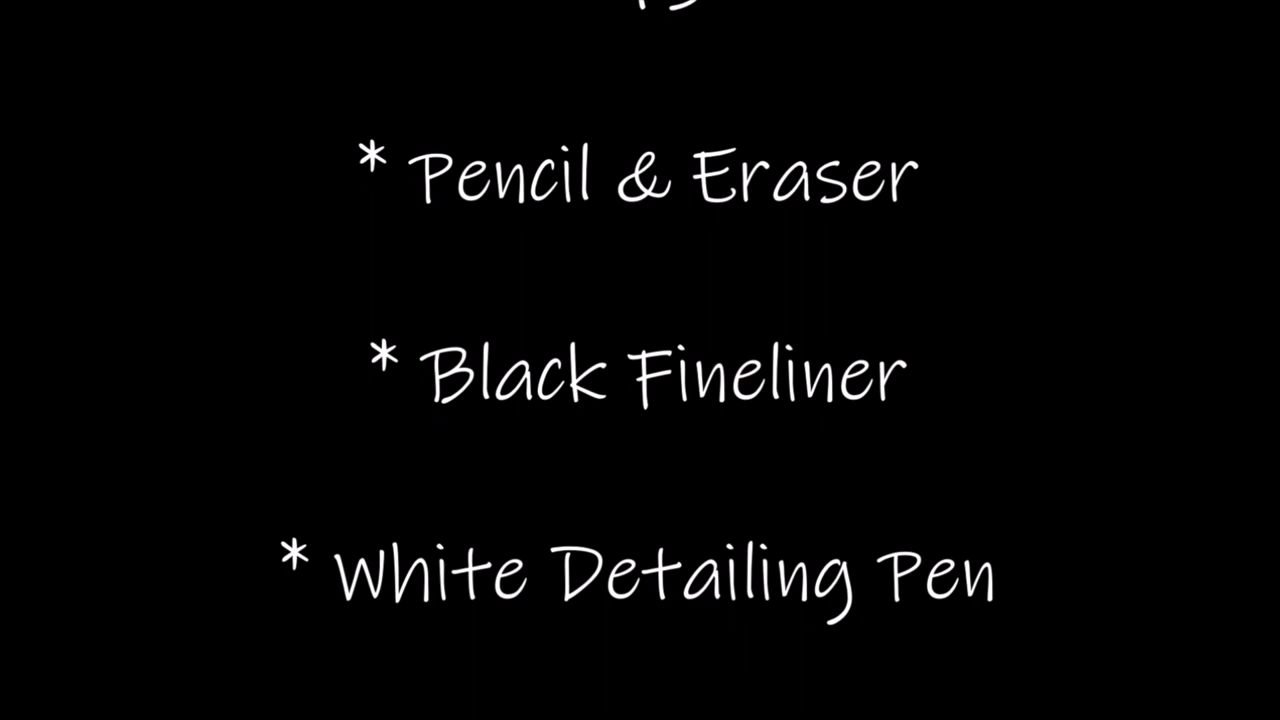 * Pencil & Eraser
* Black Fineliner
* White Detailing Pen